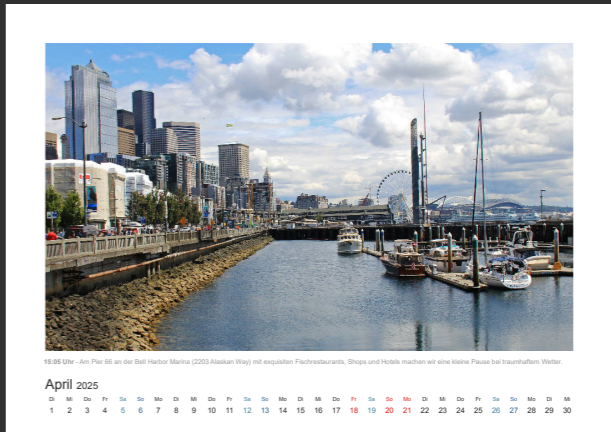 15:05 Uhr - Am Pier 66 an der Bell Harbor Marina (2203 Alaskan Way) mit exquisiten Fischrestaurants, Shops und Hotels machen wir eine kleine Pause bei traumhaftem Wetter.
April 2025
Di Mi Do Fr Sa So Mo Di Mi Do Fr Sa So Mo Di Mi Do Fr Sa So Mo Di Mi Do Fr Sa So Mo Di Mi
1 2 3 4 5 6 7 8 9 10 11 12 13 14 15 16 17 18 19 20 21 22 23 24 25 26 27 28 29 30